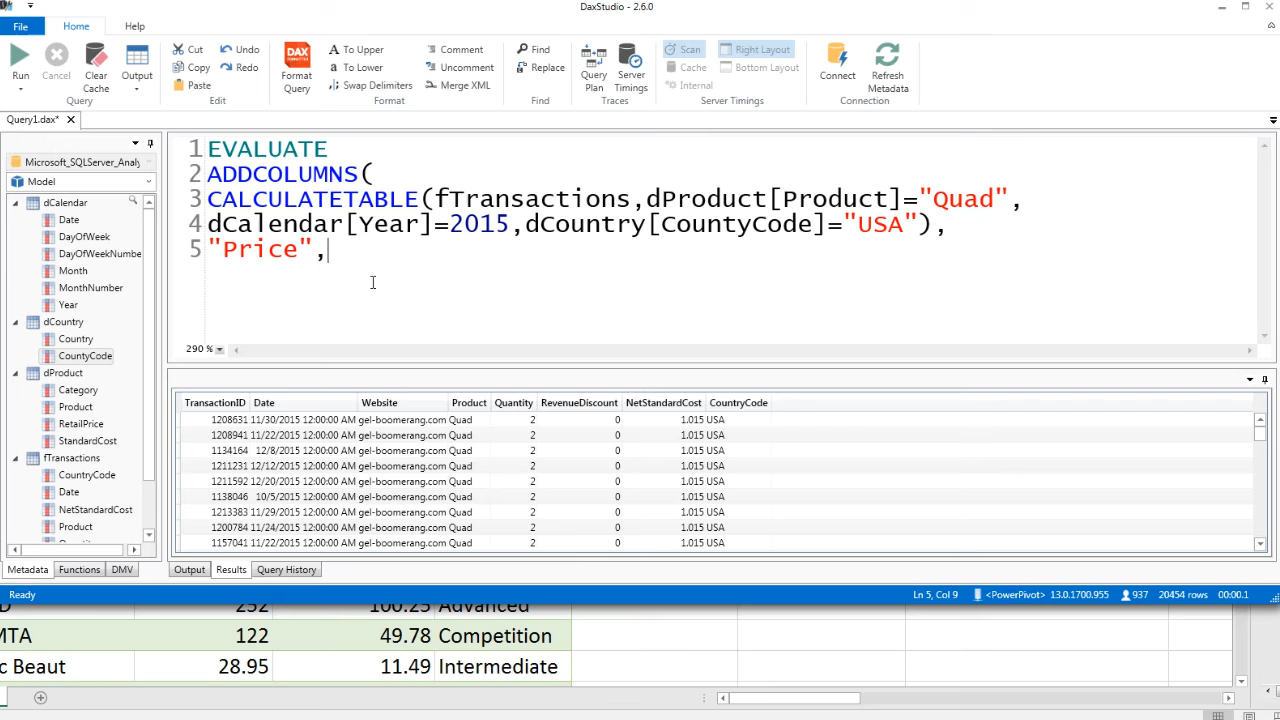 DaxStudio - 2.6.0
File Home Help
Run Cancel Clear Cache Output
Query
Cut Copy Paste Undo Redo
Edit
Format Query To Upper To Lower Swap Delimiters Comment Uncomment Merge XML
Format
Find Replace
Find
Query Plan Server Timings
Traces
Scan Cache Internal Right Layout Bottom Layout
Server Timings
Connect Refresh Metadata
Connection
Query1.dax*
Microsoft_SQLServer_Analy
Model
dCalendar
Date
DayOfWeek
DayOfWeekNumbe
Month
MonthNumber
Year
dCountry
Country
CountyCode
dProduct
Category
Product
RetailPrice
StandardCost
fTransactions
CountryCode
Date
NetStandardCost
Product
Metadata Functions DMV
1 EVALUATE
2 ADDCOLUMNS(
3 CALCULATETABLE(fTransactions,dProduct[Product]="Quad",
4 dCalendar[Year]=2015,dCountry[CountyCode]="USA"),
5 "Price",
290 %
TransactionID Date Website Product Quantity RevenueDiscount NetStandardCost CountryCode
1208631 11/30/2015 12:00:00 AM gel-boomerang.com Quad 2 0 1.015 USA
1208941 11/22/2015 12:00:00 AM gel-boomerang.com Quad 2 0 1.015 USA
1134164 12/8/2015 12:00:00 AM gel-boomerang.com Quad 2 0 1.015 USA
1211231 12/12/2015 12:00:00 AM gel-boomerang.com Quad 2 0 1.015 USA
1211592 12/20/2015 12:00:00 AM gel-boomerang.com Quad 2 0 1.015 USA
1138046 10/5/2015 12:00:00 AM gel-boomerang.com Quad 2 0 1.015 USA
1213383 11/29/2015 12:00:00 AM gel-boomerang.com Quad 2 0 1.015 USA
1200784 11/24/2015 12:00:00 AM gel-boomerang.com Quad 2 0 1.015 USA
1157041 11/22/2015 12:00:00 AM gel-boomerang.com Quad 2 0 1.015 USA
Output Results Query History
Ready Ln 5, Col 9 <PowerPivot> 13.0.1700.955 937 20454 rows 00:00.1
252 100.25 Advanced
MTA 122 49.78 Competition
c Beaut 28.95 11.49 Intermediate